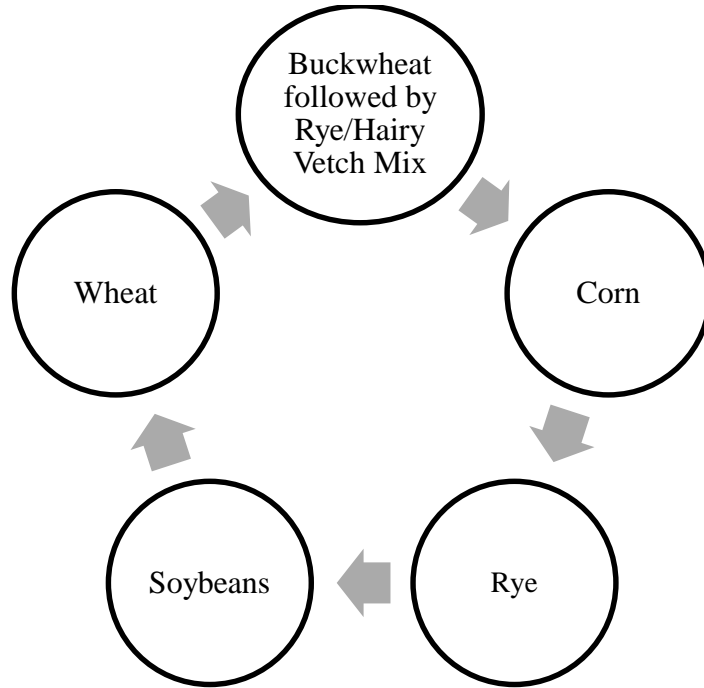 Buckwheat
followed by
Rye/Hairy
Vetch Mix
Wheat
Corn
Soybeans
Rye